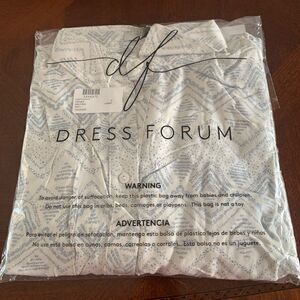 df
DRESS FORUM
WARNING
To avoid danger of suffocation, keep this plastic bag away from babies and children.
Do not use this bag in cribs, beds, carriages or playpens. This bag is not a toy.
ADVERTENCIA
Para evitar el peligro de sofocación, mantenga esta bolsa de plastico lejos de bebés y niños.
No use esta bolsa en cunas, camas, carrealas o corrales. Esta bolsa no es un juguete.